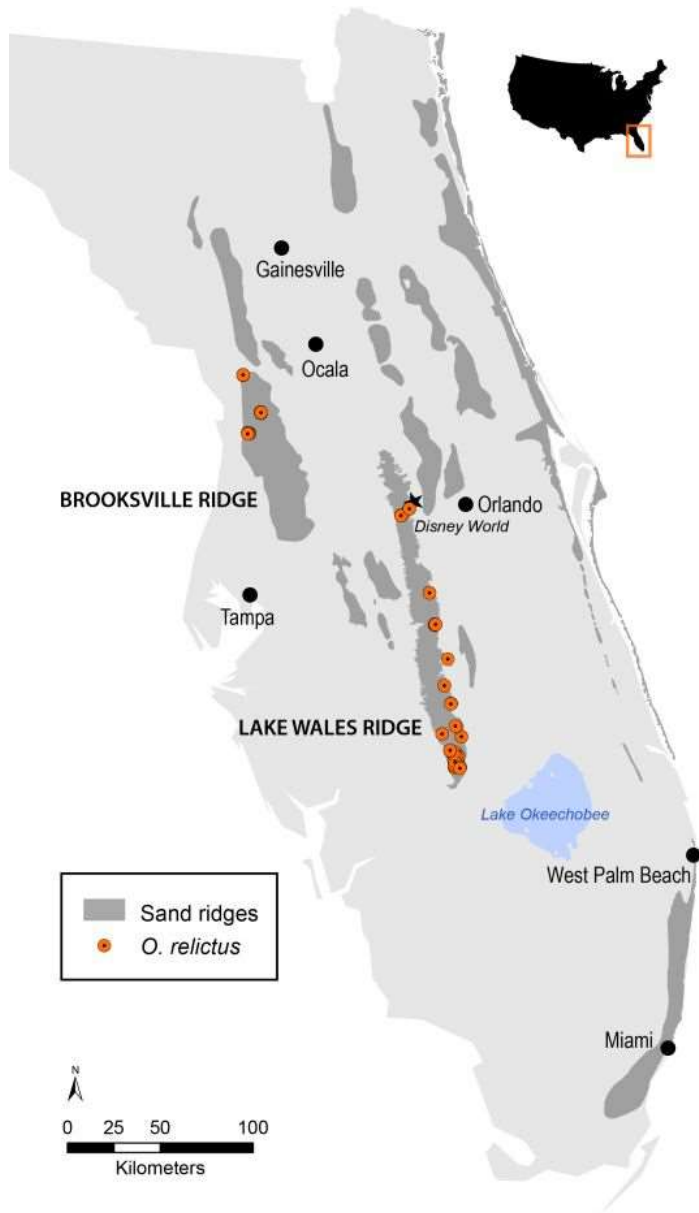 Gainesville
Ocala
BROOKSVILLE RIDGE
Orlando
Disney World
Tampa
LAKE WALES RIDGE
Lake Okeechobee
West Palm Beach
Sand ridges
O. relictus
Miami
N
0 25 50 100
Kilometers